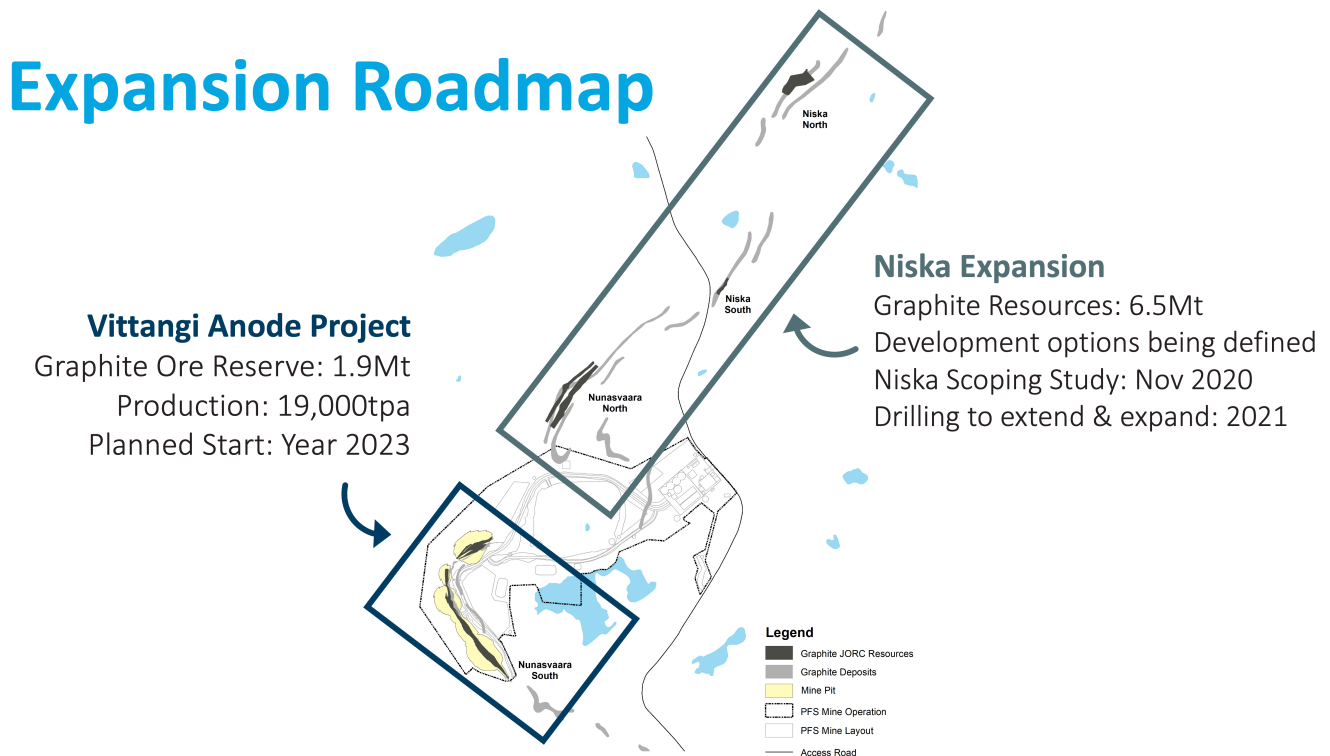 Expansion Roadmap
Niska
North
Niska Expansion
Graphite Resources: 6.5Mt
Development options being defined
Niska Scoping Study: Nov 2020
Drilling to extend & expand: 2021
Niska
South
Vittangi Anode Project
Graphite Ore Reserve: 1.9Mt
Production: 19,000tpa
Planned Start: Year 2023
Nunasvaara
North
Nunasvaara
South
Legend
Graphite JORC Resources
Graphite Deposits
Mine Pit
PFS Mine Operation
PFS Mine Layout
Access Road